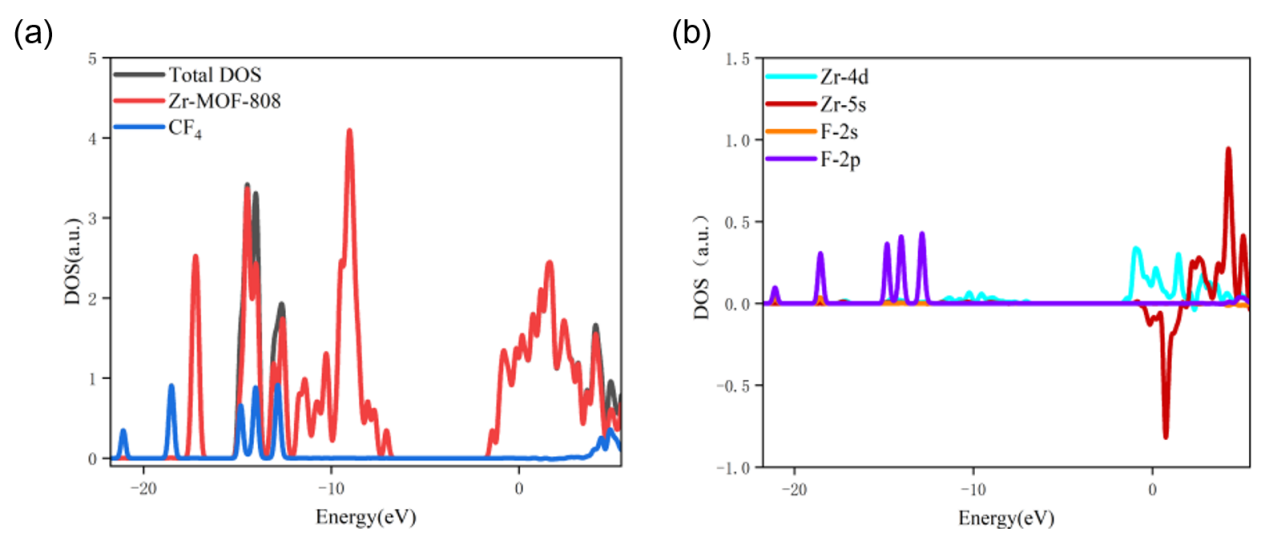 (a)
5
4
3
2
1
0
DOS(a.u.)
Total DOS
Zr-MOF-808
CF₄
-20
-10
0
Energy(eV)
(b)
1.5
1.0
0.5
0.0
-0.5
-1.0
DOS（a.u.）
Zr-4d
Zr-5s
F-2s
F-2p
-20
-10
0
Energy(eV)